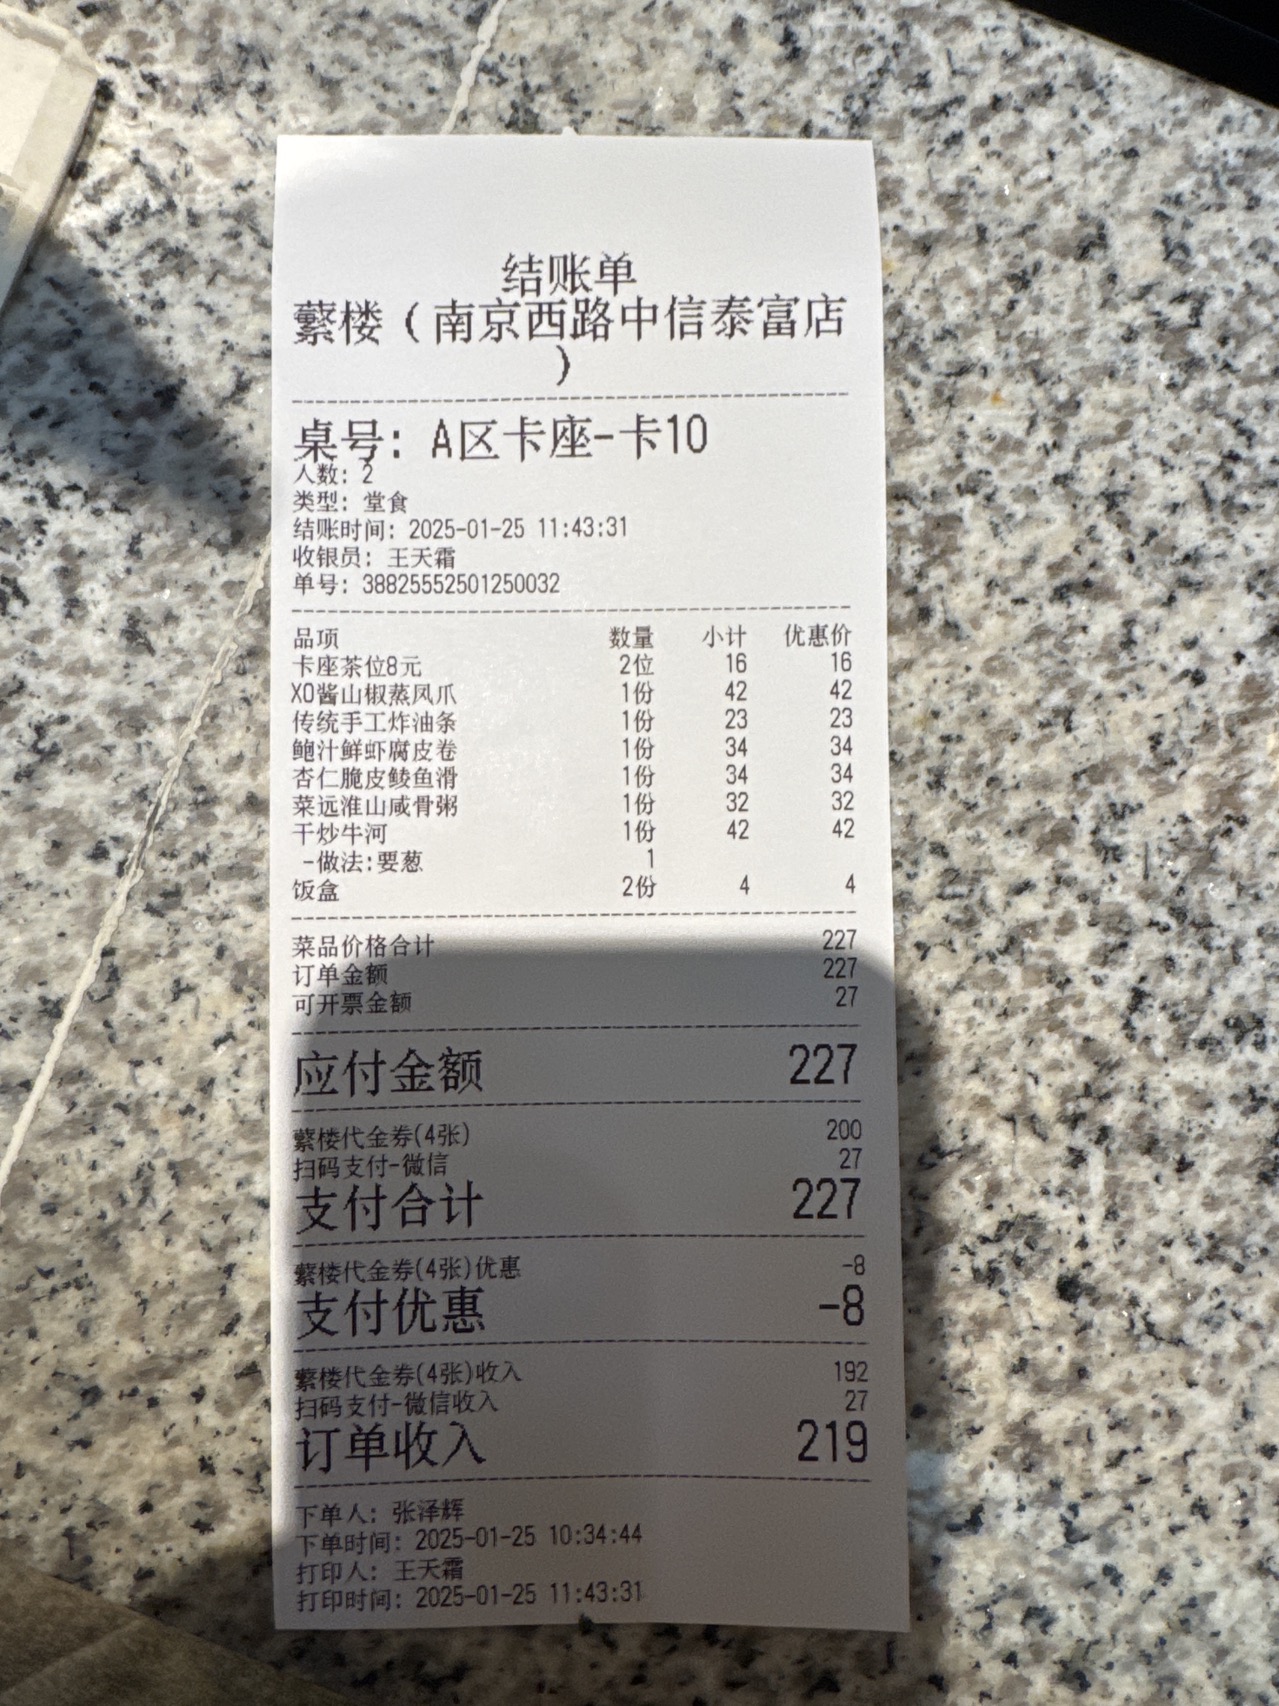 结账单
蘩楼（南京西路中信泰富店
）
桌号: A区卡座-卡10
人数: 2
类型: 堂食
结账时间: 2025-01-25 11:43:31
收银员: 王天霜
单号: 38825552501250032
品项 数量 小计 优惠价
卡座茶位8元 2位 16 16
XO酱山椒蒸凤爪 1份 42 42
传统手工炸油条 1份 23 23
鲍汁鲜虾腐皮卷 1份 34 34
杏仁脆皮鲮鱼滑 1份 34 34
菜远淮山咸骨粥 1份 32 32
干炒牛河 1份 42 42
-做法:要葱 1
饭盒 2份 4 4
菜品价格合计 227
订单金额 227
可开票金额 27
应付金额 227
蘩楼代金券(4张) 200
扫码支付-微信 27
支付合计 227
蘩楼代金券(4张)优惠 -8
支付优惠 -8
蘩楼代金券(4张)收入 192
扫码支付-微信收入 27
订单收入 219
下单人: 张泽辉
下单时间: 2025-01-25 10:34:44
打印人: 王天霜
打印时间: 2025-01-25 11:43:31